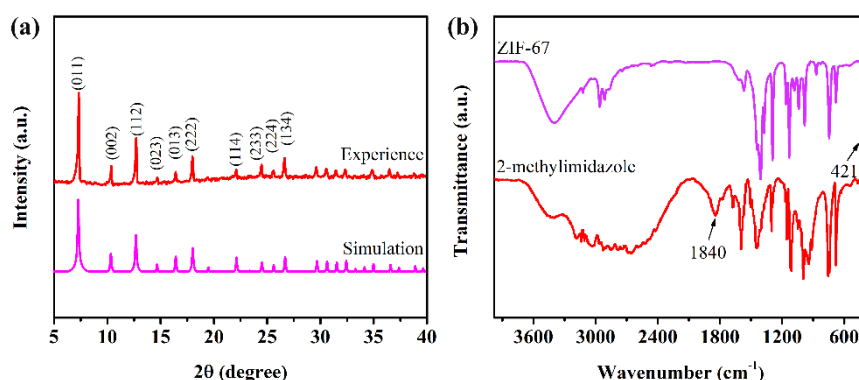 (a)
Intensity (a.u.)
(011)
(002)
(112)
(023)
(013)
(222)
(114)
(233)
(224)
(134)
Experience
Simulation
5 10 15 20 25 30 35 40
2θ (degree)
(b)
Transmittance (a.u.)
ZIF-67
2-methylimidazole
421
1840
3600 3000 2400 1800 1200 600
Wavenumber (cm⁻¹)